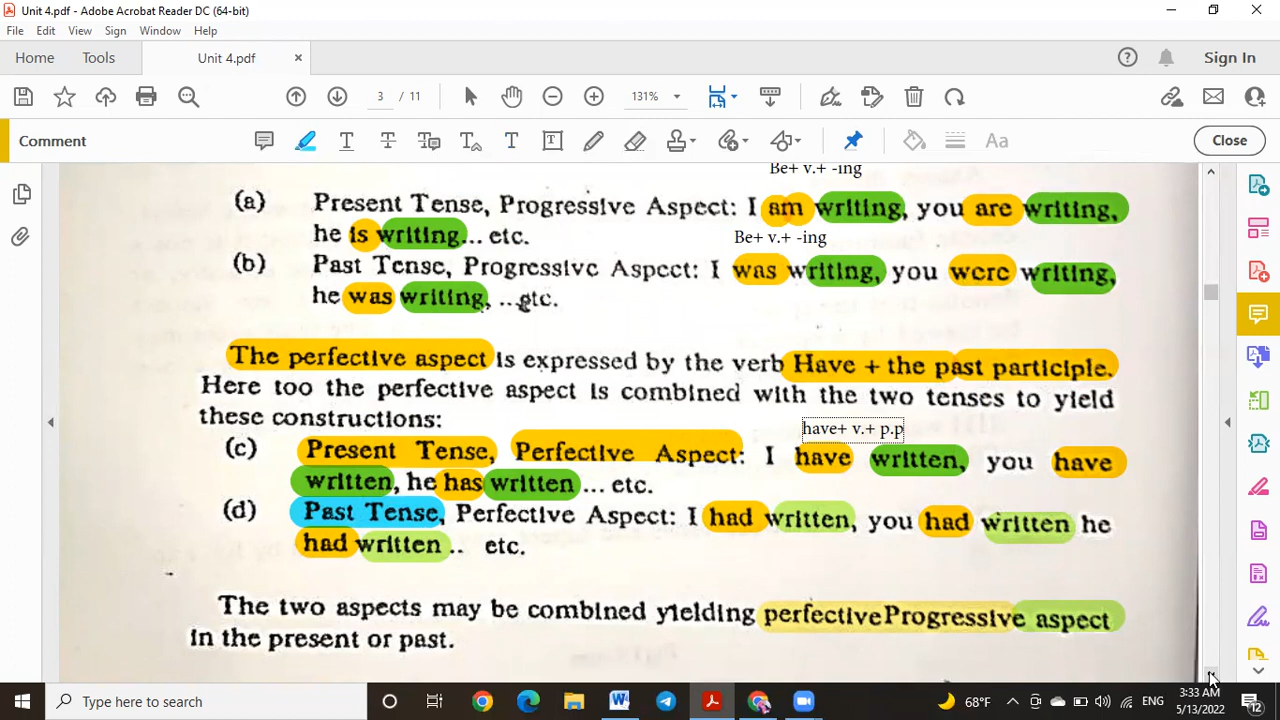 Unit 4.pdf - Adobe Acrobat Reader DC (64-bit)
File Edit View Sign Window Help
Home Tools Unit 4.pdf × Sign In
3 / 11 131%
Comment Close
Be+ v.+ -ing
(a) Present Tense, Progressive Aspect: I am writing, you are writing,
he is writing... etc.
Be+ v.+ -ing
(b) Past Tense, Progressive Aspect: I was writing, you were writing,
he was writing, ...etc.
The perfective aspect is expressed by the verb Have + the past participle.
Here too the perfective aspect is combined with the two tenses to yield
these constructions:
have+ v.+ p.p
(c) Present Tense, Perfective Aspect: I have written, you have
written, he has written ... etc.
(d) Past Tense, Perfective Aspect: I had written, you had written he
had written.. etc.
The two aspects may be combined yielding perfectiveProgressive aspect
in the present or past.
Type here to search
68°F ENG 3:33 AM
5/13/2022 12